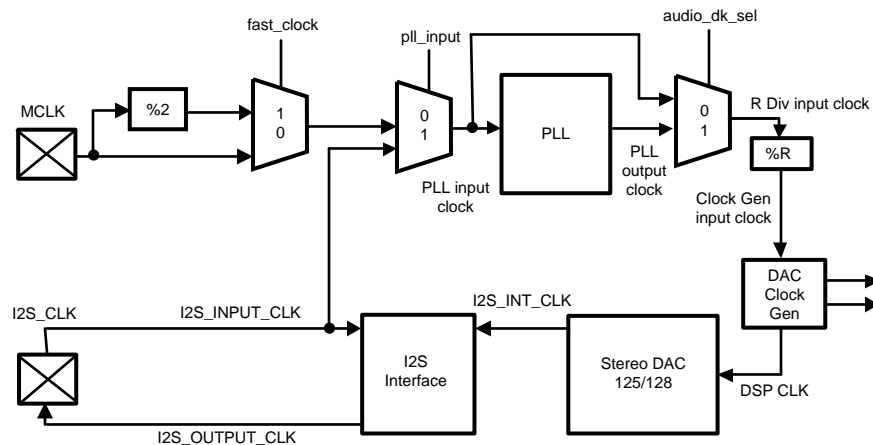 fast_clock
pll_input
audio_dk_sel
MCLK
%2
1
0
0
1
PLL
0
1
R Div input clock
%R
PLL input
clock
PLL
output
clock
Clock Gen
input clock
DAC
Clock
Gen
I2S_CLK
I2S_INPUT_CLK
I2S_INT_CLK
I2S
Interface
Stereo DAC
125/128
DSP CLK
I2S_OUTPUT_CLK